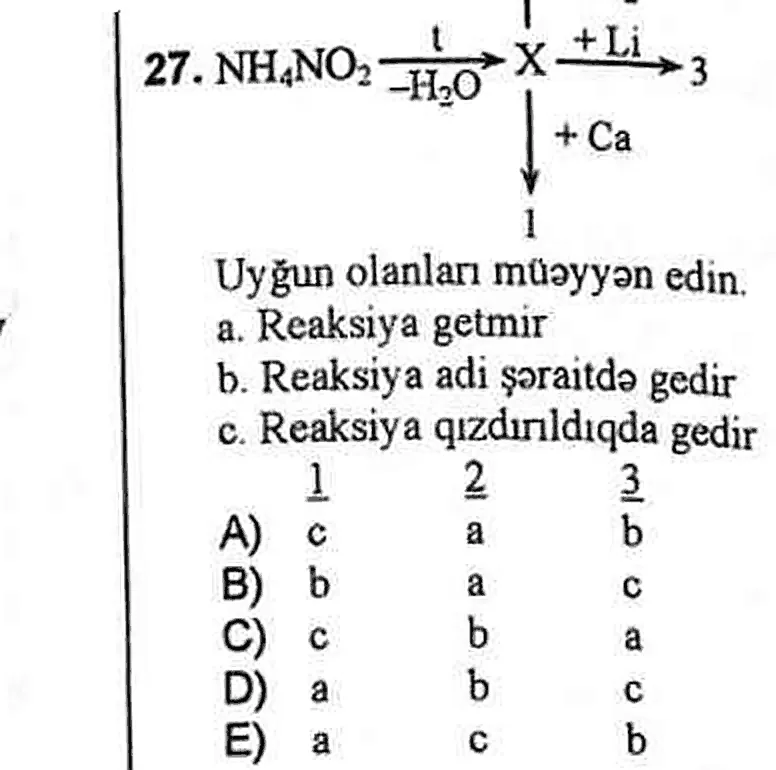 27. NH₄NO₂ t −H₂O X + Li 3
+ Ca
1
Uyğun olanları müəyyən edin.
a. Reaksiya getmir
b. Reaksiya adi şəraitdə gedir
c. Reaksiya qızdırıldıqda gedir
1 2 3
A) c a b
B) b a c
C) c b a
D) a b c
E) a c b